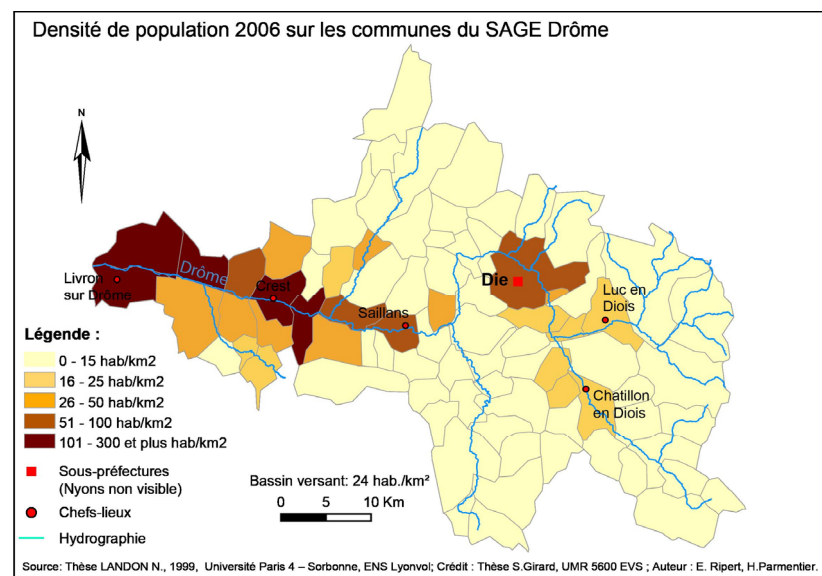 Densité de population 2006 sur les communes du SAGE Drôme
N
Drôme
Livron
sur Drôme
Crest
Saillans
Die
Luc en
Diois
Chatillon
en Diois
Légende :
0 - 15 hab/km2
16 - 25 hab/km2
26 - 50 hab/km2
51 - 100 hab/km2
101 - 300 et plus hab/km2
Sous-préfectures
(Nyons non visible)
Chefs-lieux
Hydrographie
Bassin versant: 24 hab./km²
0 5 10 Km
Source: Thèse LANDON N., 1999, Université Paris 4 – Sorbonne, ENS Lyonvol; Crédit : Thèse S.Girard, UMR 5600 EVS ; Auteur : E. Ripert, H.Parmentier.